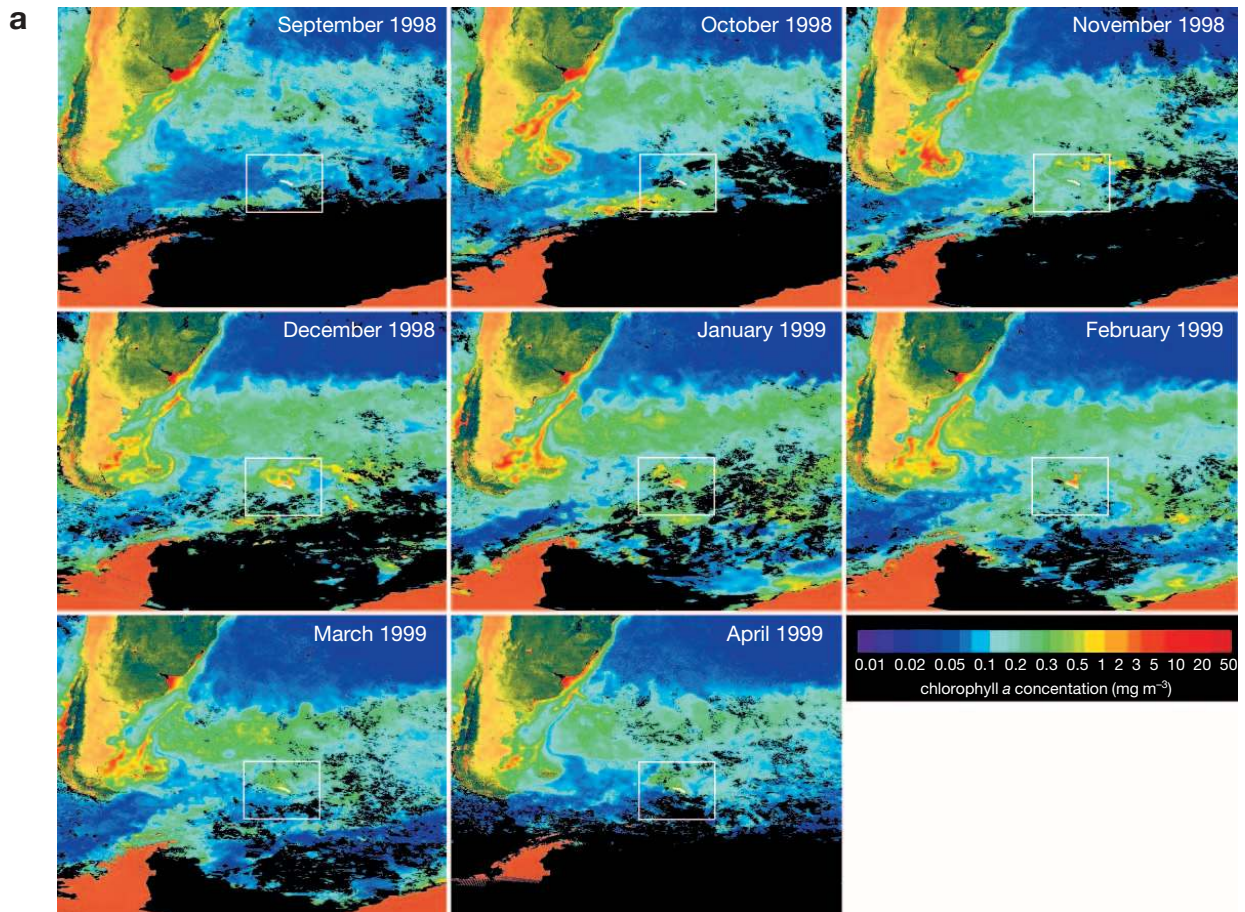 a
September 1998
October 1998
November 1998
December 1998
January 1999
February 1999
March 1999
April 1999
0.01 0.02 0.05 0.1 0.2 0.3 0.5 1 2 3 5 10 20 50
chlorophyll a concentation (mg m⁻³)